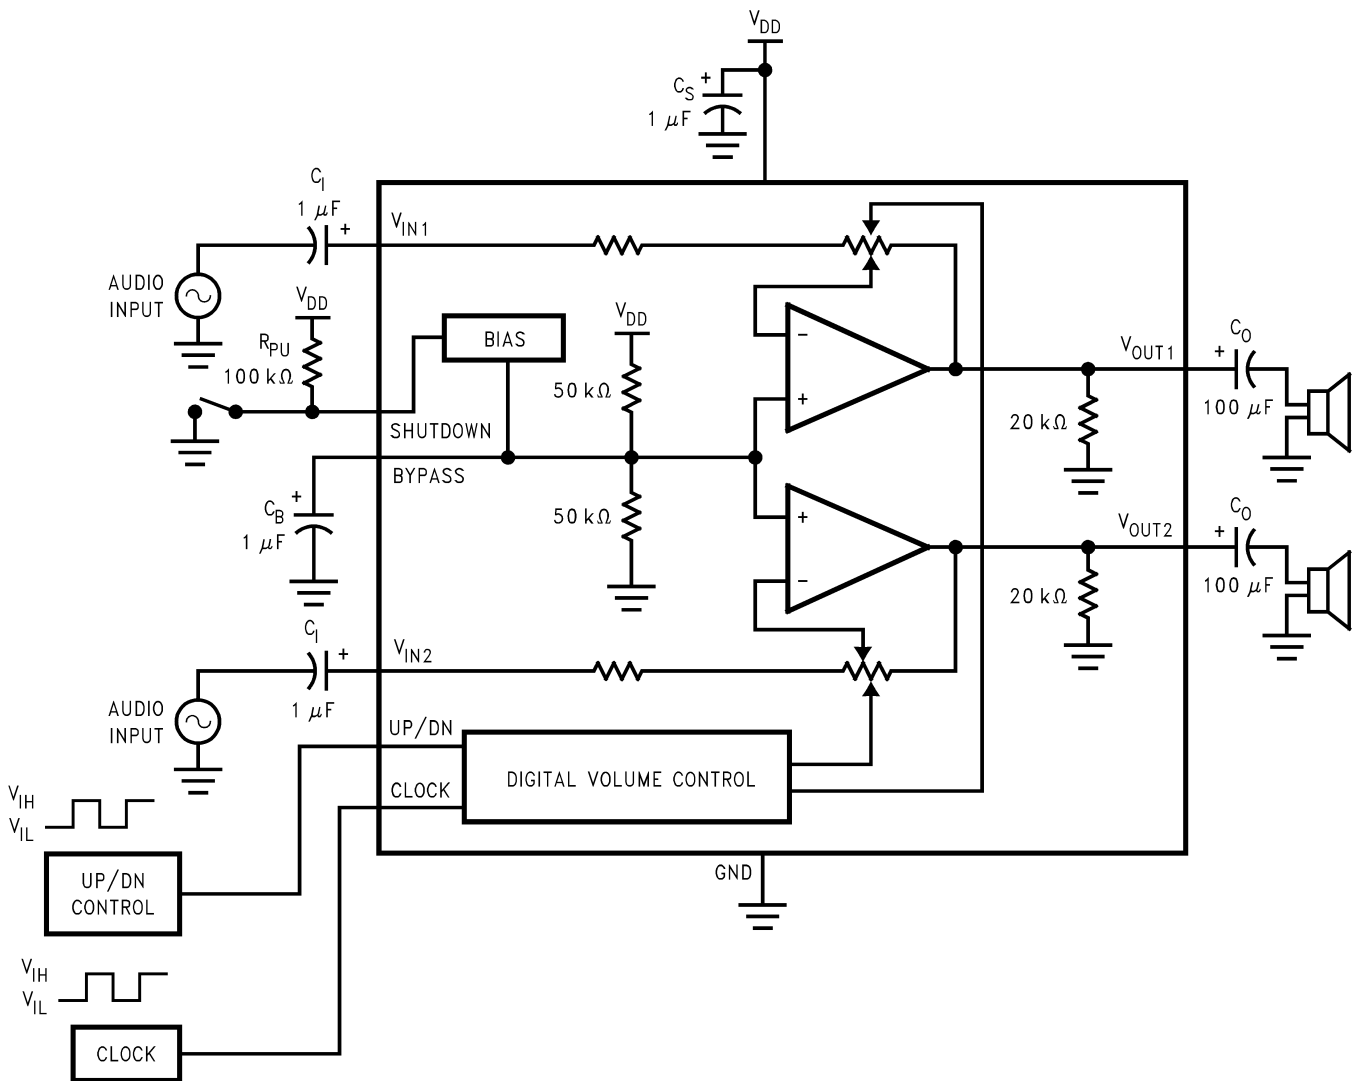 VDD
CS
+
1 µF
CI
1 µF
+
VIN1
AUDIO
INPUT
VDD
RPU
100 kΩ
BIAS
VDD
50 kΩ
−
+
VOUT1
+
CO
100 µF
20 kΩ
SHUTDOWN
BYPASS
+
CB
1 µF
50 kΩ
+
−
VOUT2
+
CO
100 µF
20 kΩ
CI
+
1 µF
VIN2
AUDIO
INPUT
UP/DN
CLOCK
DIGITAL VOLUME CONTROL
VIH
VIL
UP/DN
CONTROL
GND
VIH
VIL
CLOCK